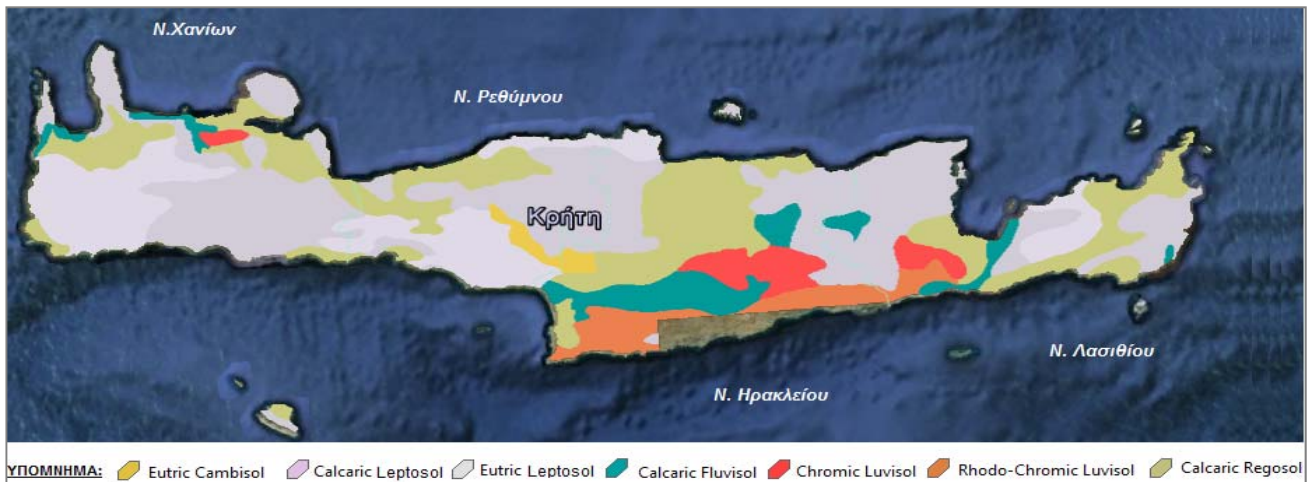 Ν.Χανίων
Ν. Ρεθύμνου
Κρήτη
Ν. Λασιθίου
Ν. Ηρακλείου
ΥΠΟΜΝΗΜΑ: Eutric Cambisol Calcaric Leptosol Eutric Leptosol Calcaric Fluvisol Chromic Luvisol Rhodo-Chromic Luvisol Calcaric Regosol